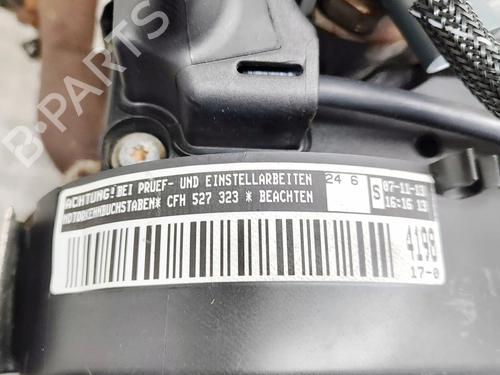 B-PARTS
ACHTUNG! BEI PRUEF- UND EINSTELLARBEITEN 24 6 S 07-11-13
MOTORKENNBUCHSTABEN* CFH 527 323 * BEACHTEN 16:16 13
4198
17-0